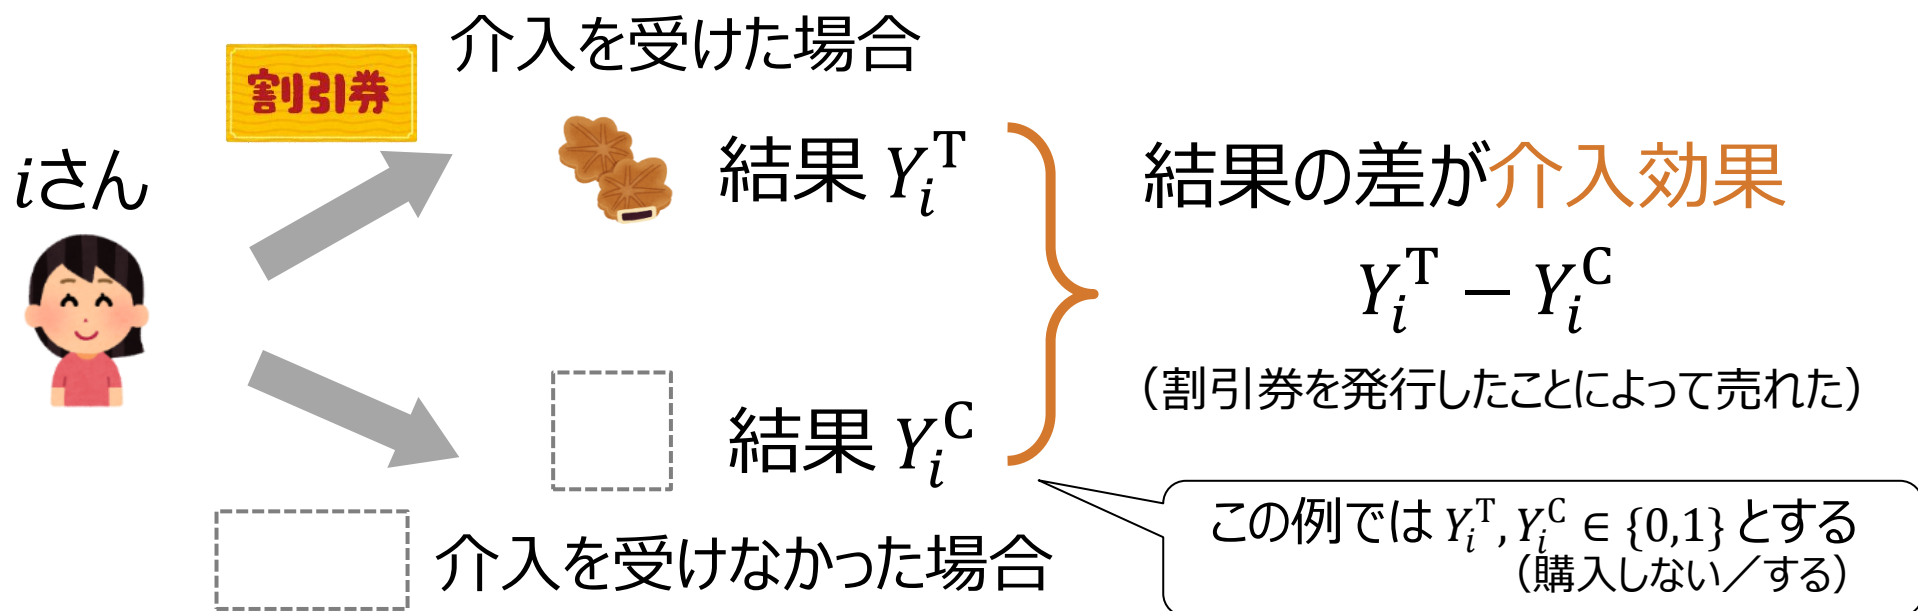 介入を受けた場合
割引券
iさん
結果 Y_i^T
結果の差が介入効果
Y_i^T − Y_i^C
（割引券を発行したことによって売れた）
結果 Y_i^C
介入を受けなかった場合
この例では Y_i^T, Y_i^C ∈ {0,1} とする
（購入しない／する）